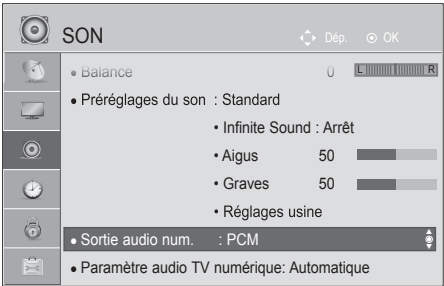 SON Dép. OK
• Balance 0 L R
• Préréglages du son : Standard
• Infinite Sound : Arrêt
• Aigus 50
• Graves 50
• Réglages usine
• Sortie audio num. : PCM
• Paramètre audio TV numérique: Automatique